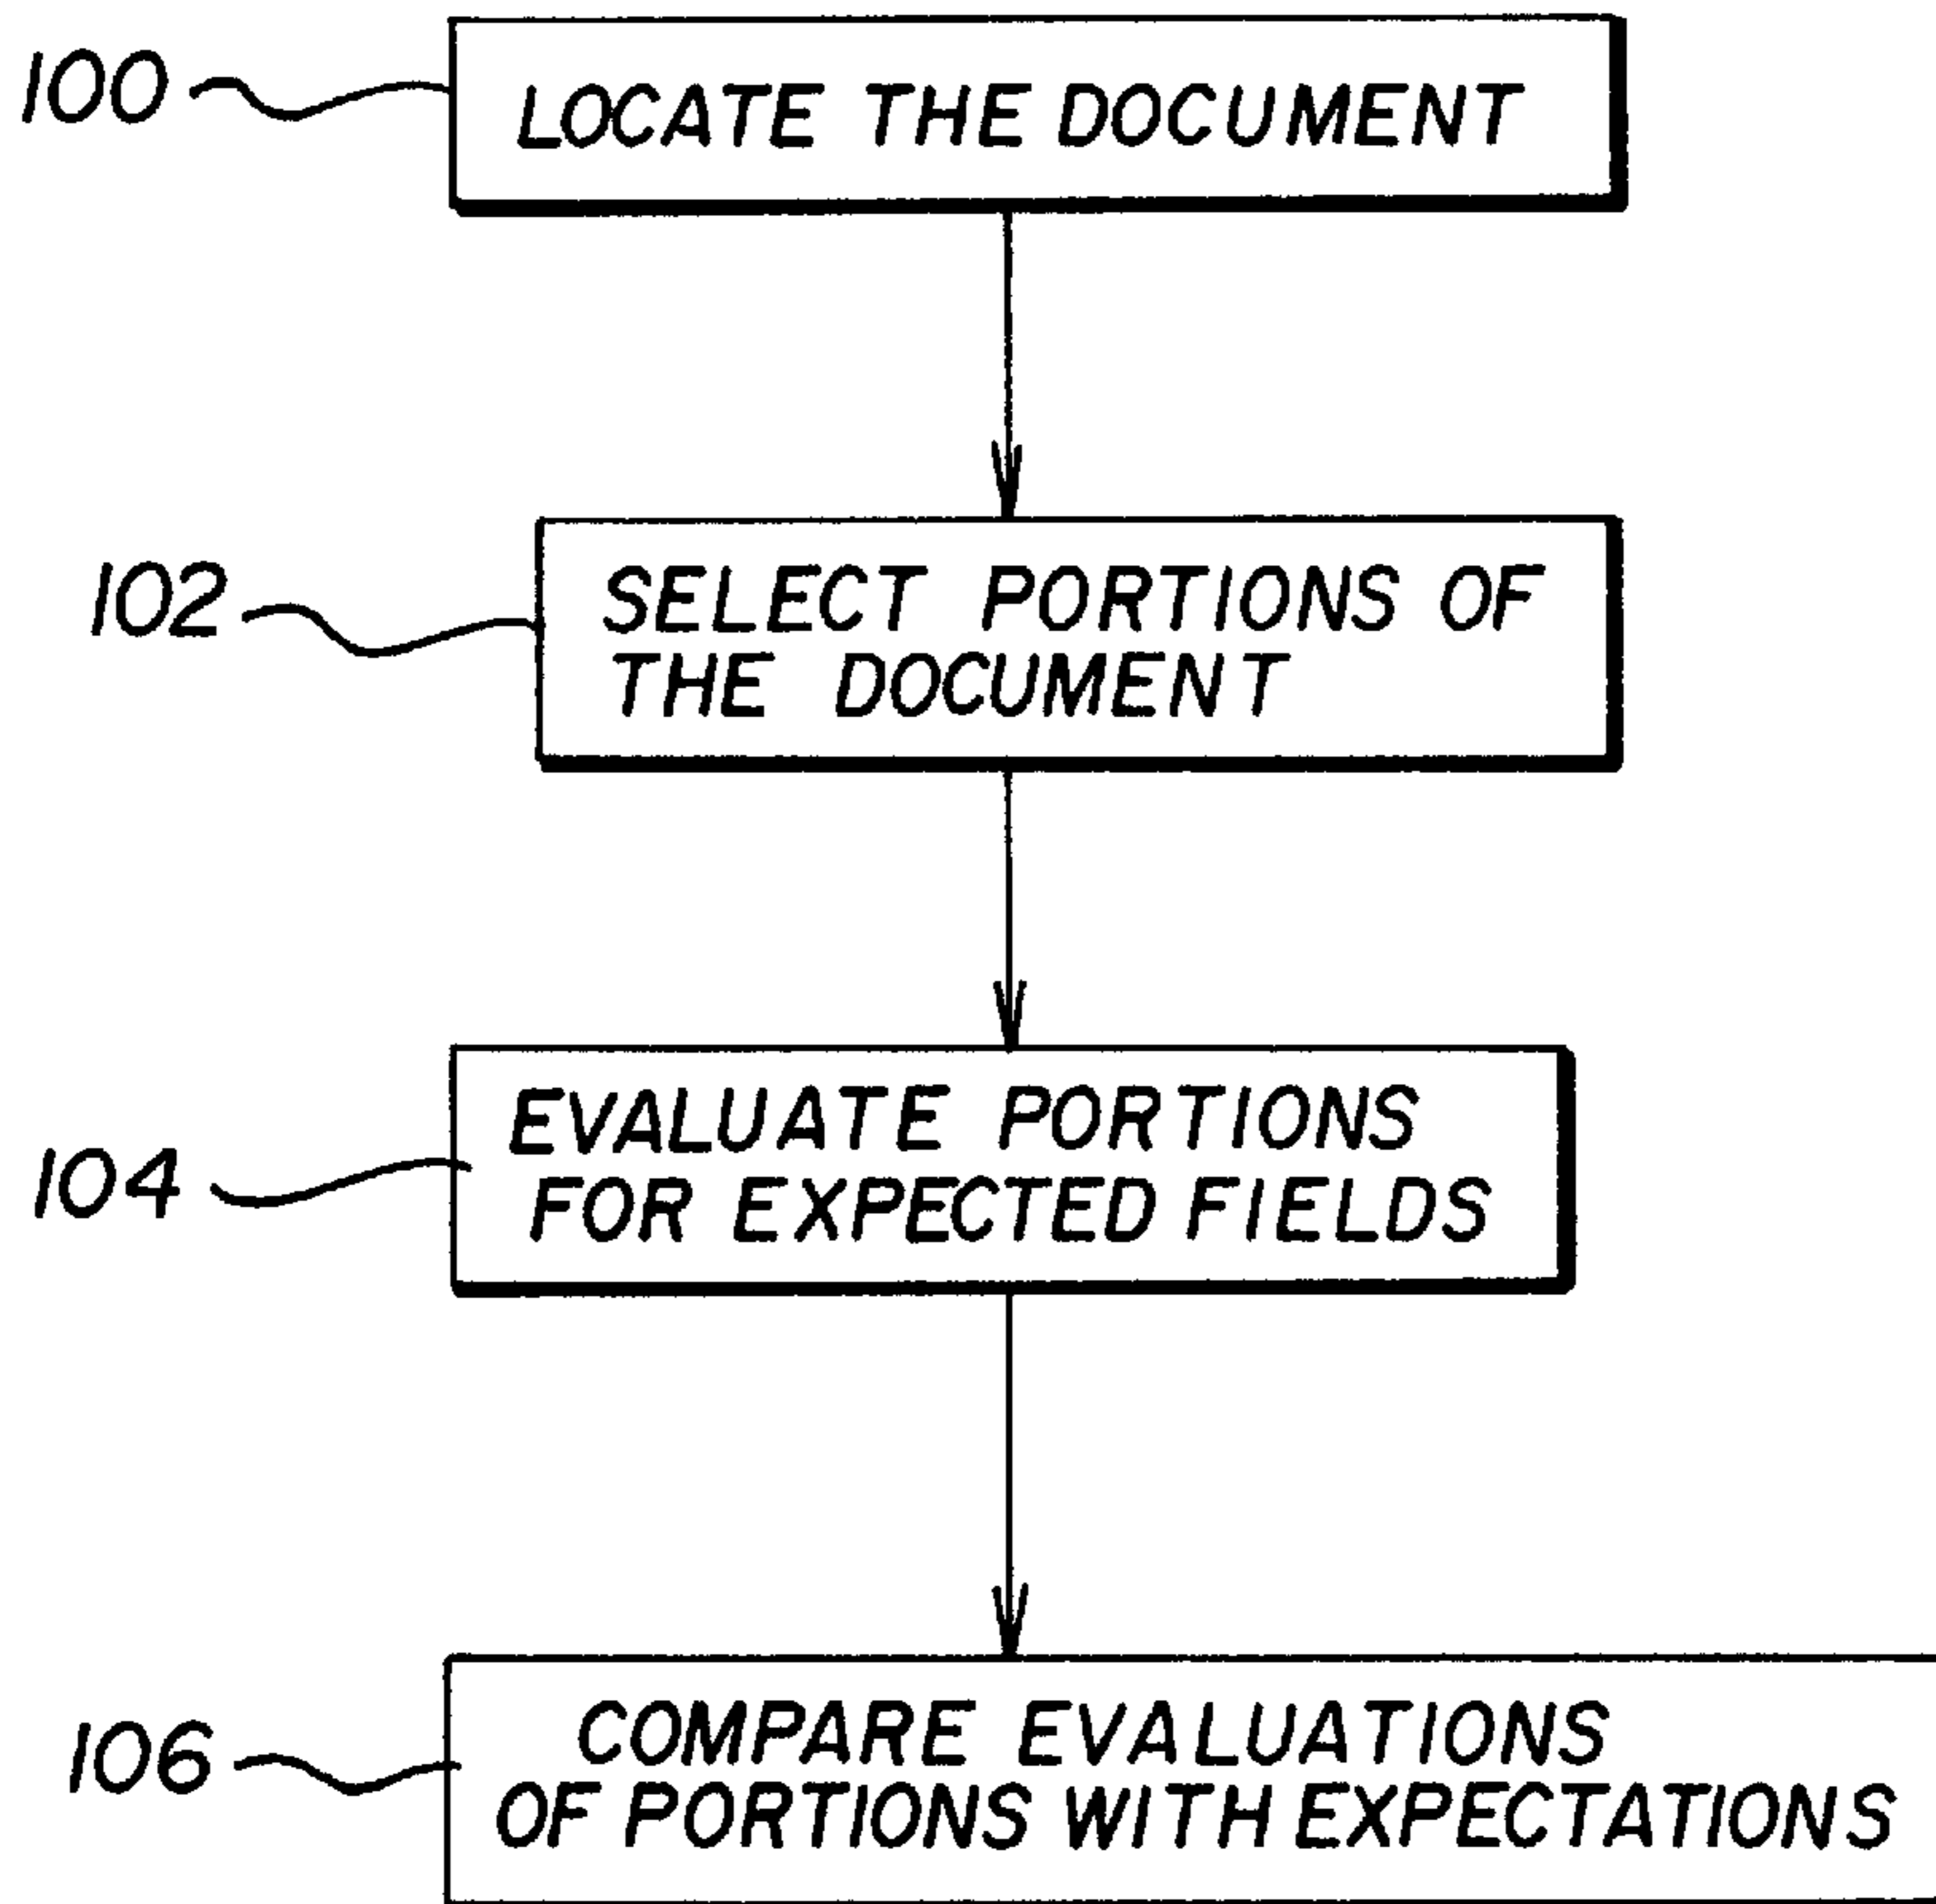 100
LOCATE THE DOCUMENT
102
SELECT PORTIONS OF
THE DOCUMENT
104
EVALUATE PORTIONS
FOR EXPECTED FIELDS
106
COMPARE EVALUATIONS
OF PORTIONS WITH EXPECTATIONS